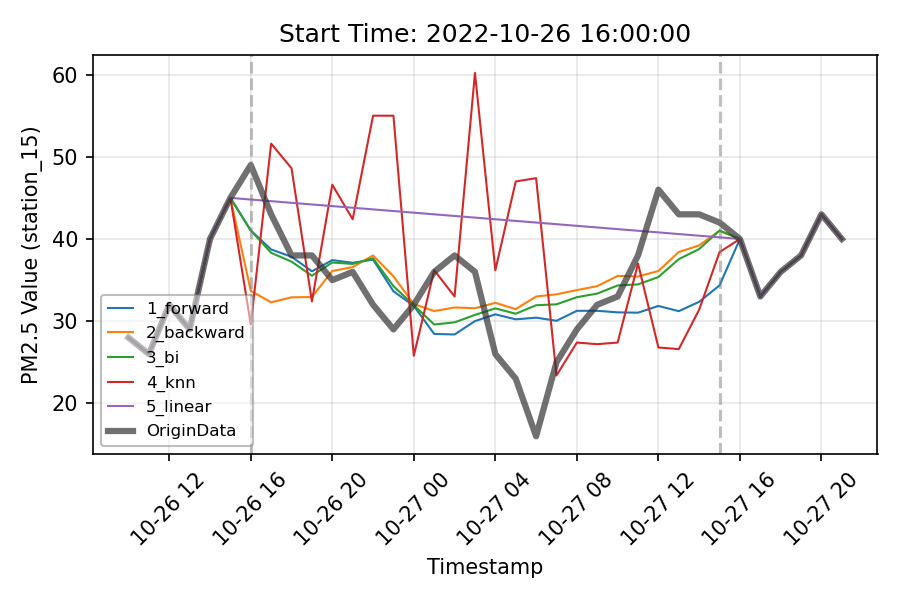 Start Time: 2022-10-26 16:00:00
PM2.5 Value (station_15)
60
50
40
30
20
1_forward
2_backward
3_bi
4_knn
5_linear
OriginData
10-26 12
10-26 16
10-26 20
10-27 00
10-27 04
10-27 08
10-27 12
10-27 16
10-27 20
Timestamp